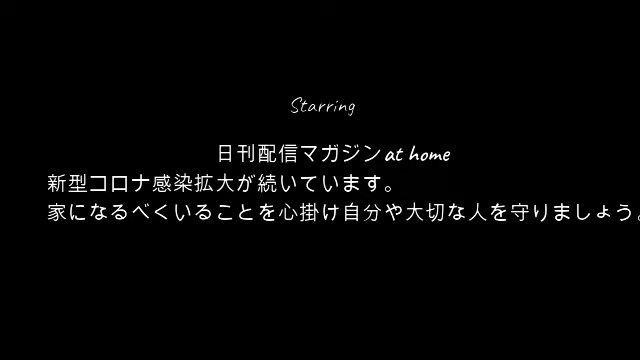 Starring
日刊配信マガジンat home
新型コロナ感染拡大が続いています。
家になるべくいることを心掛け自分や大切な人を守りましょう。